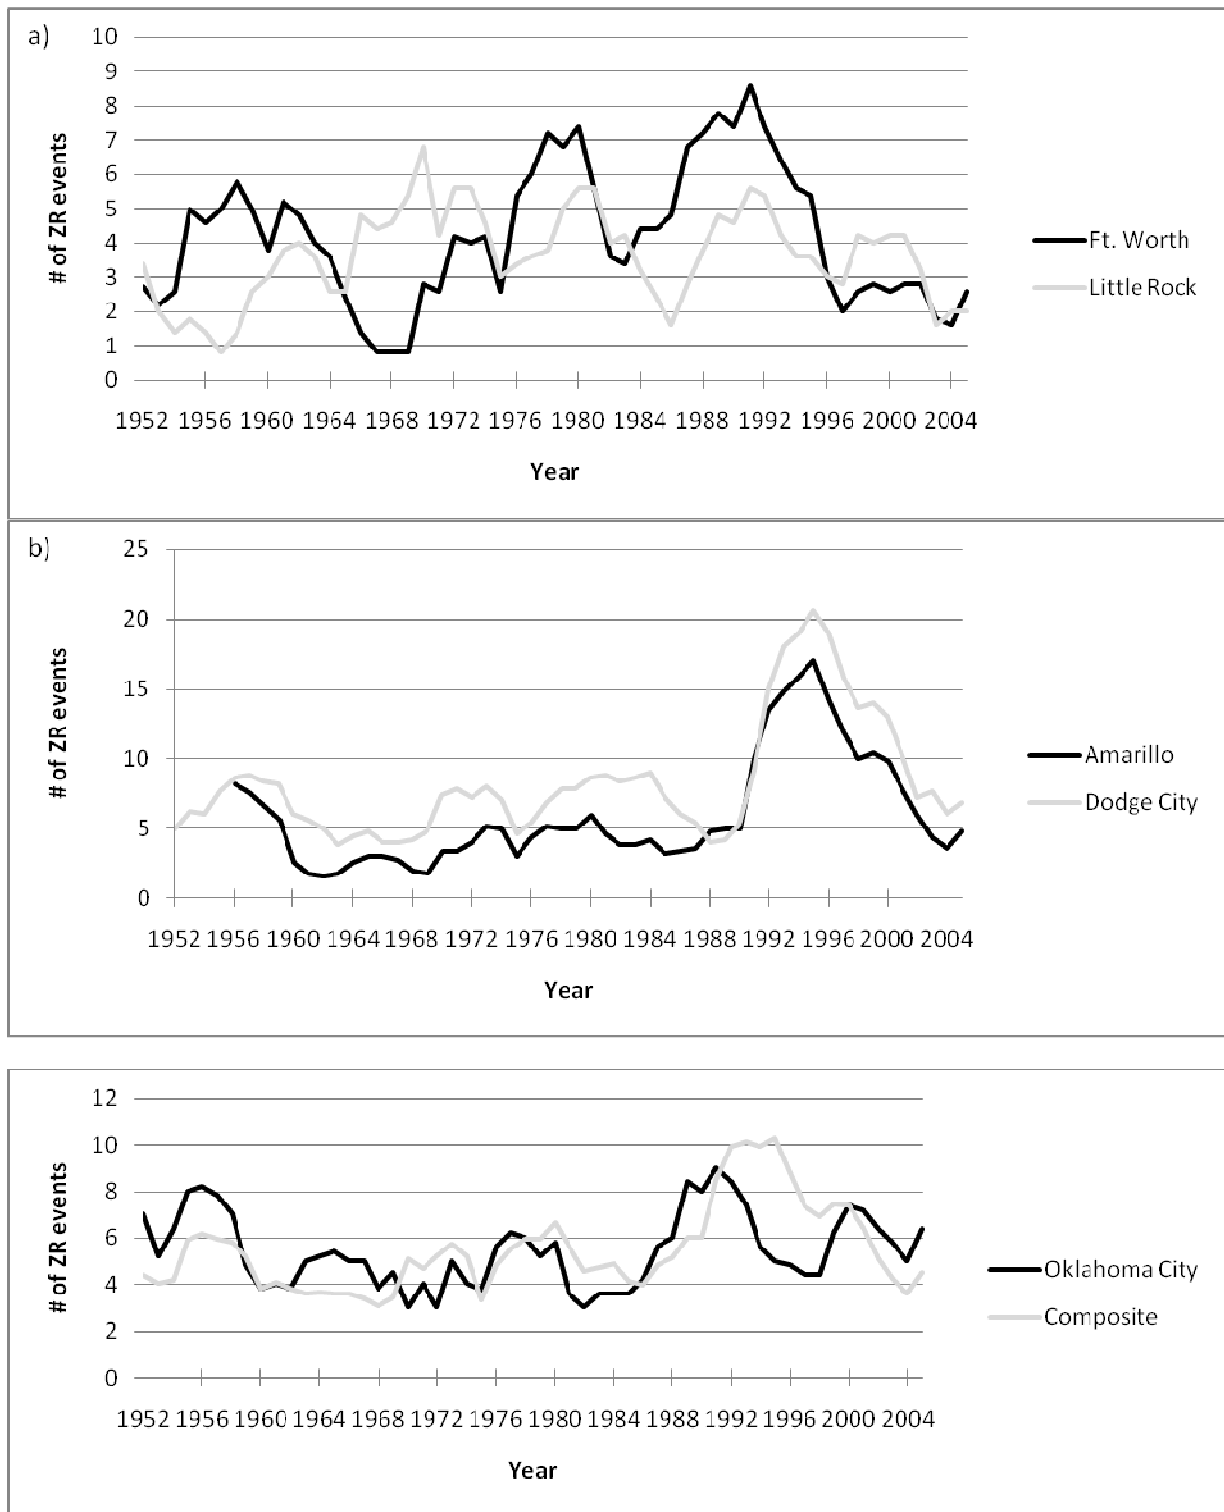 a)
10
9
8
7
6
5
4
3
2
1
0
# of ZR events
1952 1956 1960 1964 1968 1972 1976 1980 1984 1988 1992 1996 2000 2004
Year
Ft. Worth
Little Rock
b)
25
20
15
10
5
0
# of ZR events
1952 1956 1960 1964 1968 1972 1976 1980 1984 1988 1992 1996 2000 2004
Year
Amarillo
Dodge City
12
10
8
6
4
2
0
# of ZR events
1952 1956 1960 1964 1968 1972 1976 1980 1984 1988 1992 1996 2000 2004
Year
Oklahoma City
Composite